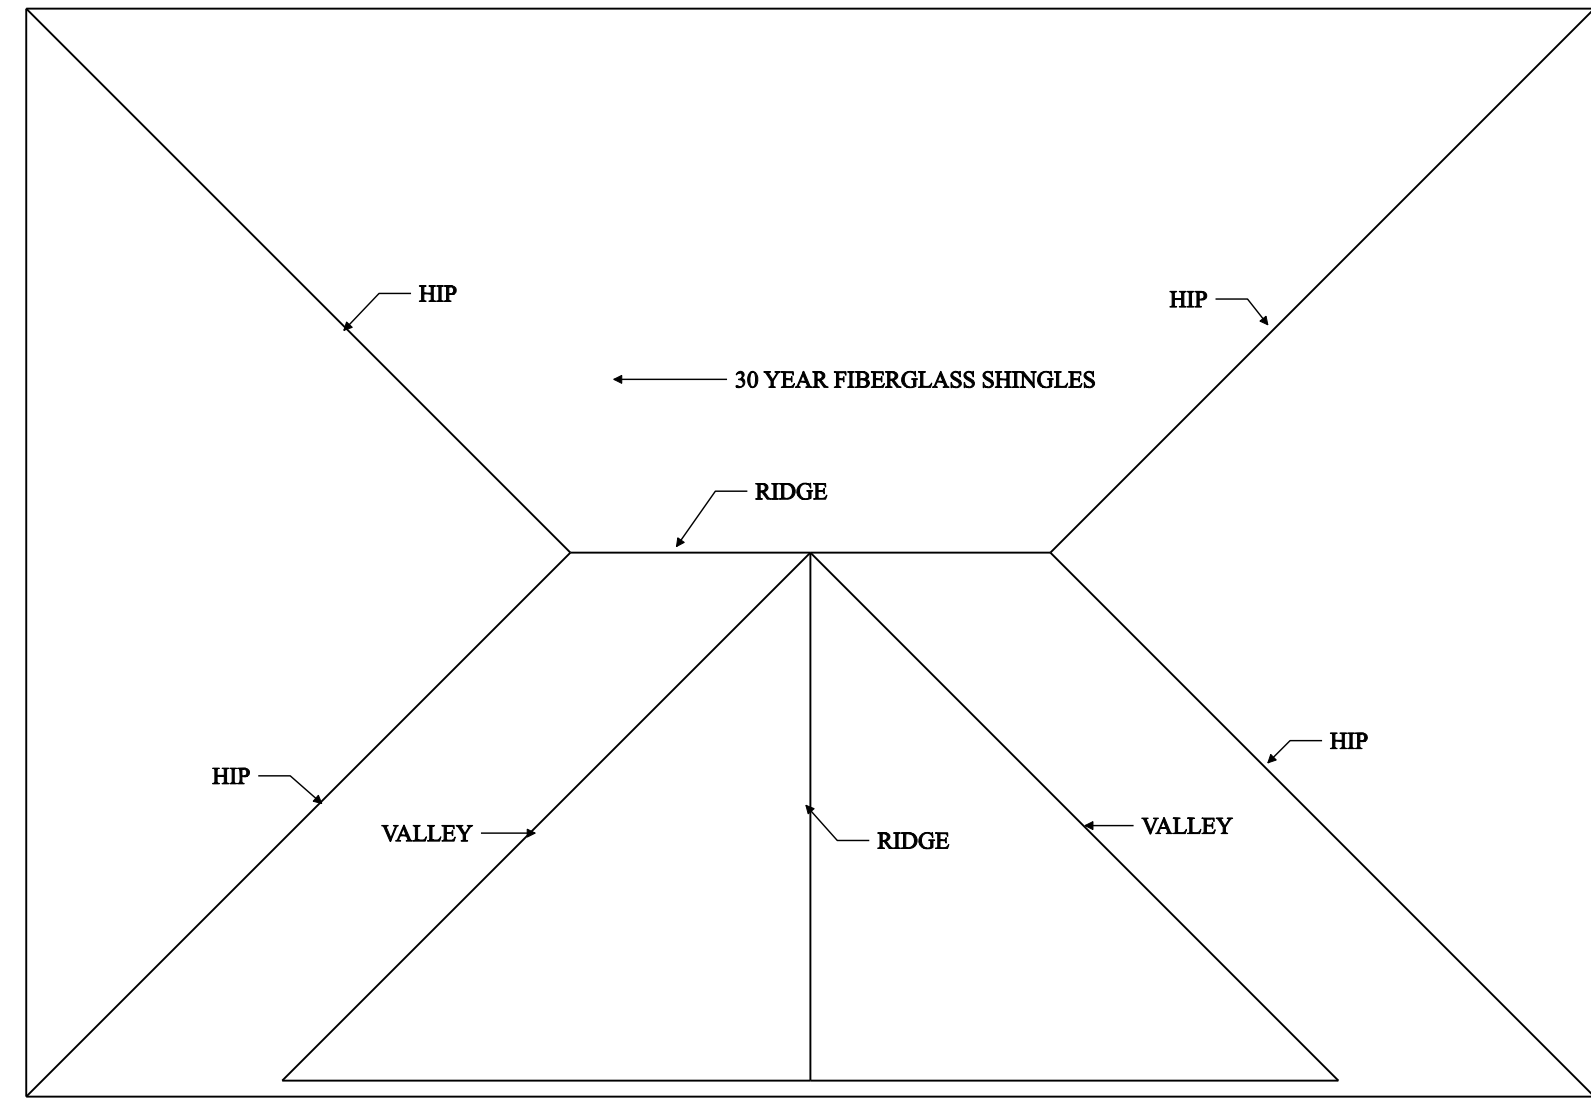 HIP
HIP
30 YEAR FIBERGLASS SHINGLES
RIDGE
HIP
HIP
VALLEY
VALLEY
RIDGE